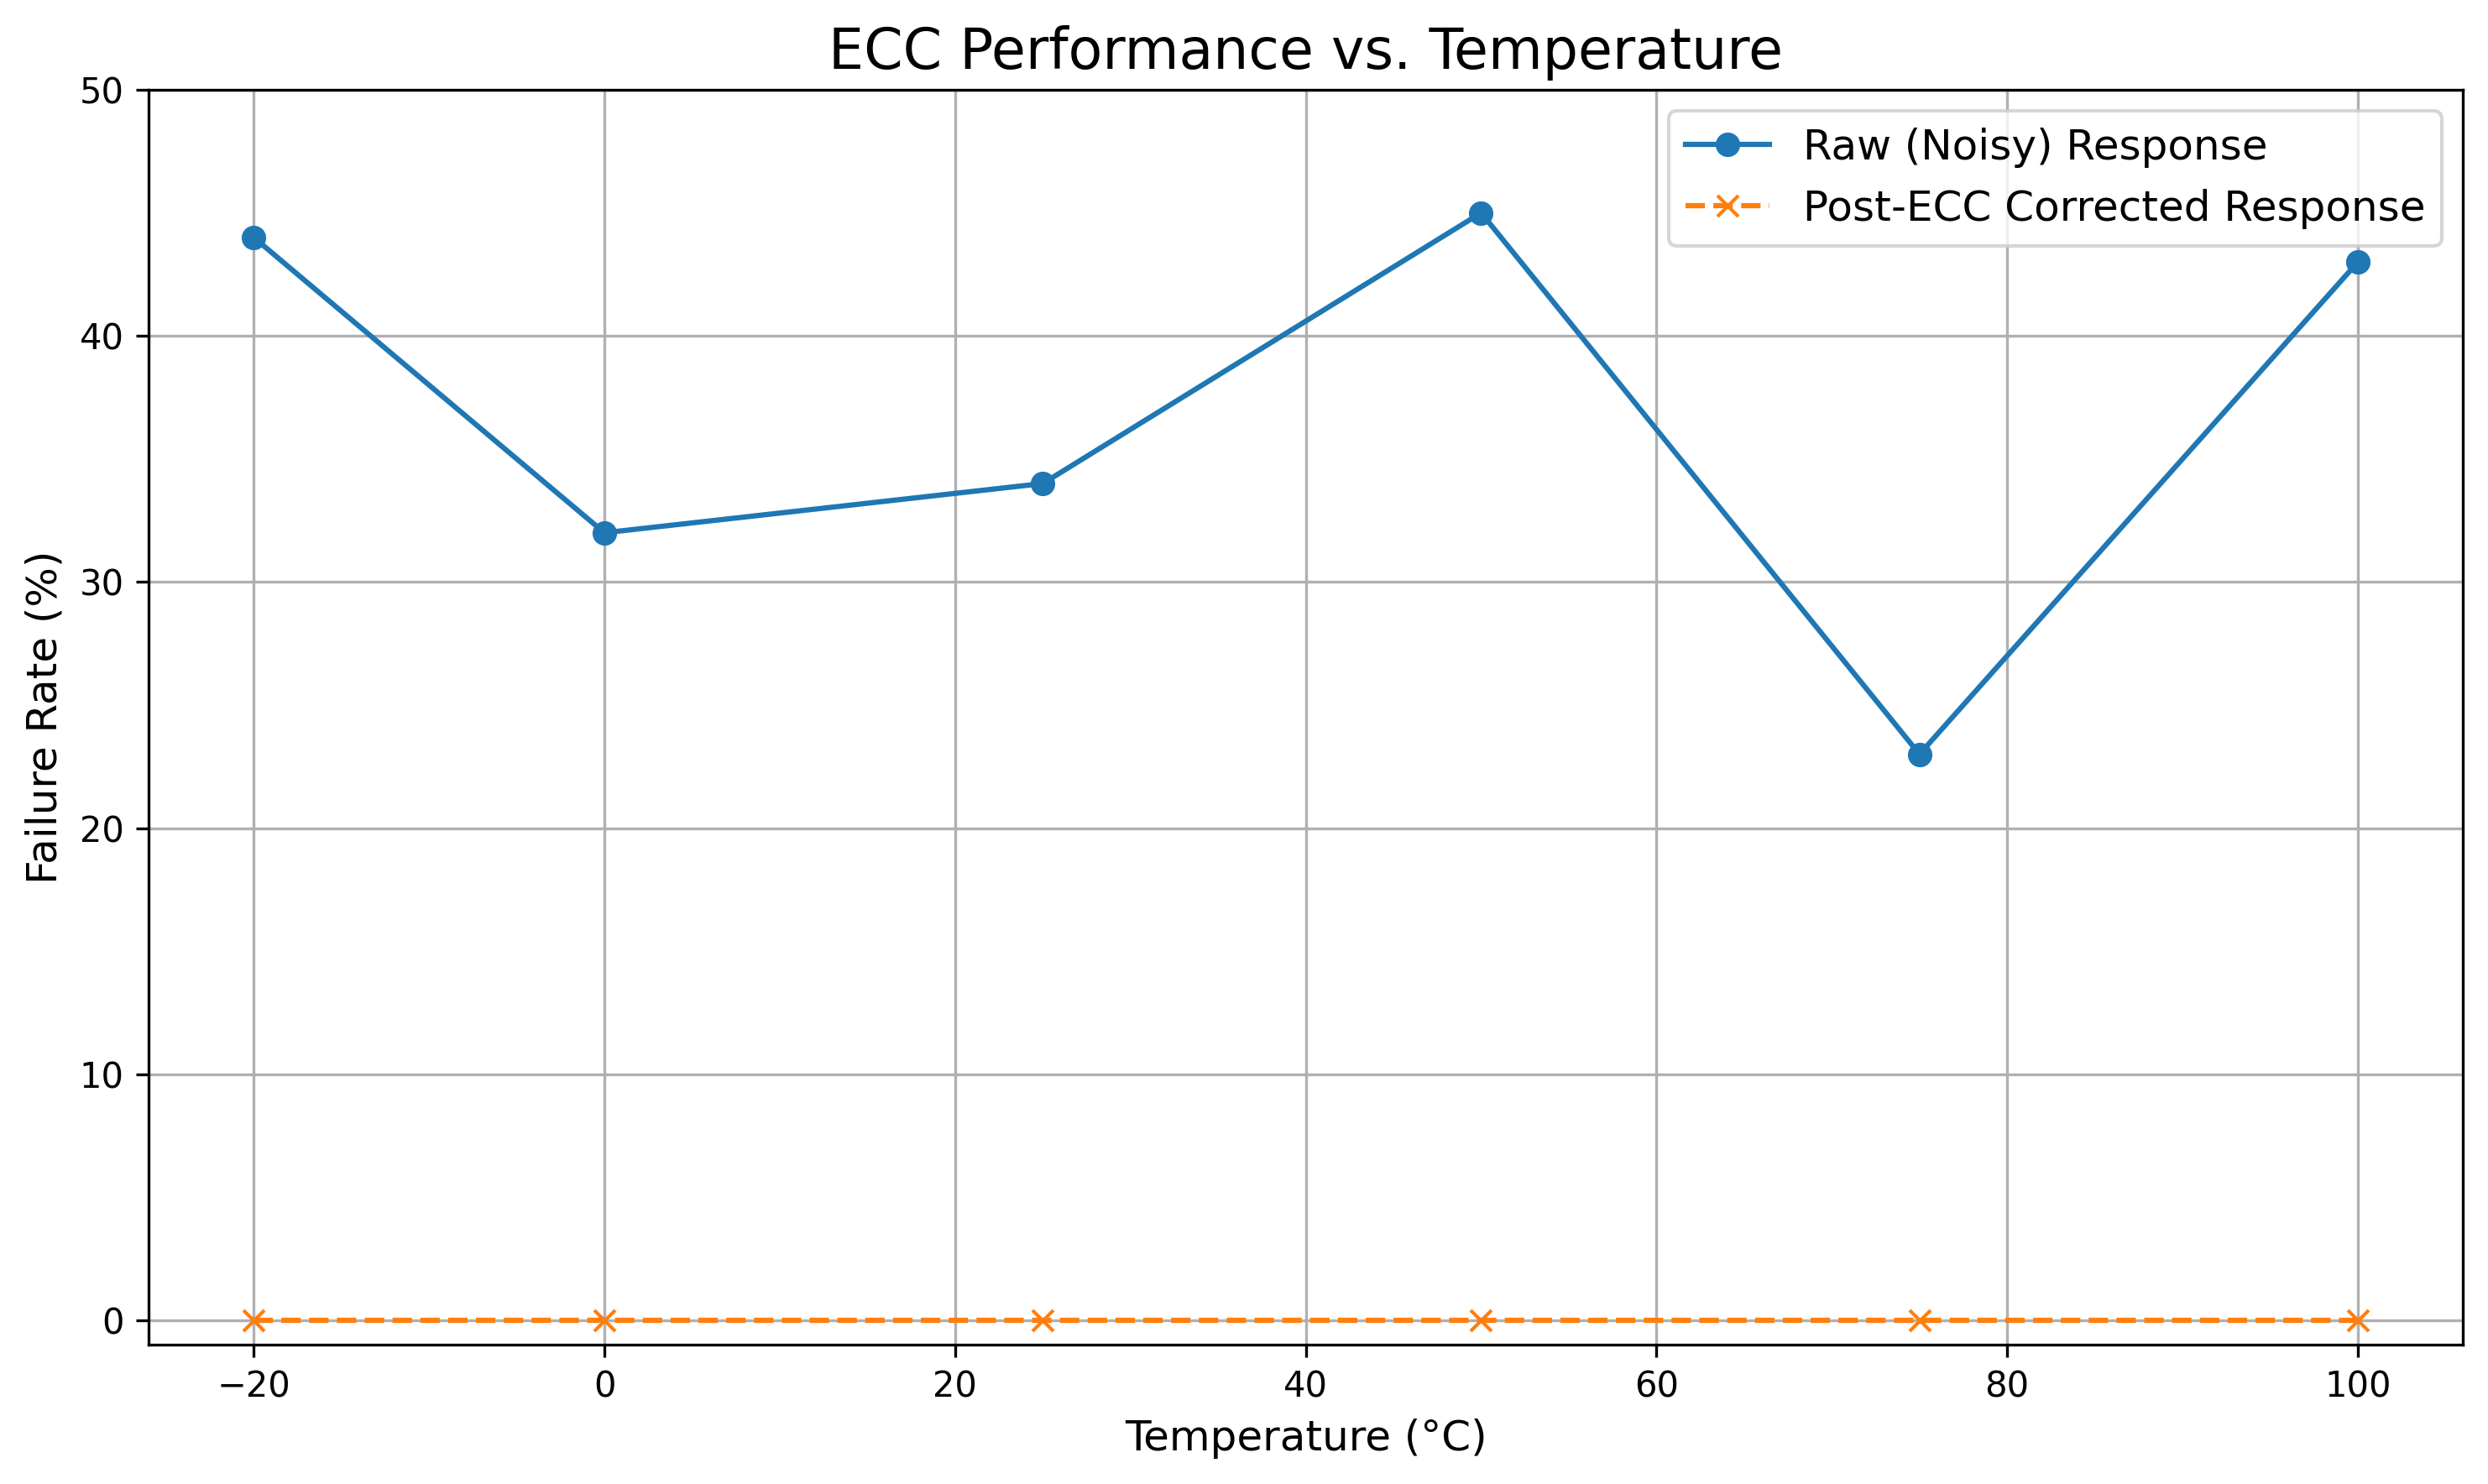 ECC Performance vs. Temperature
50
40
30
20
10
0
Failure Rate (%)
Raw (Noisy) Response
Post-ECC Corrected Response
−20 0 20 40 60 80 100
Temperature (°C)